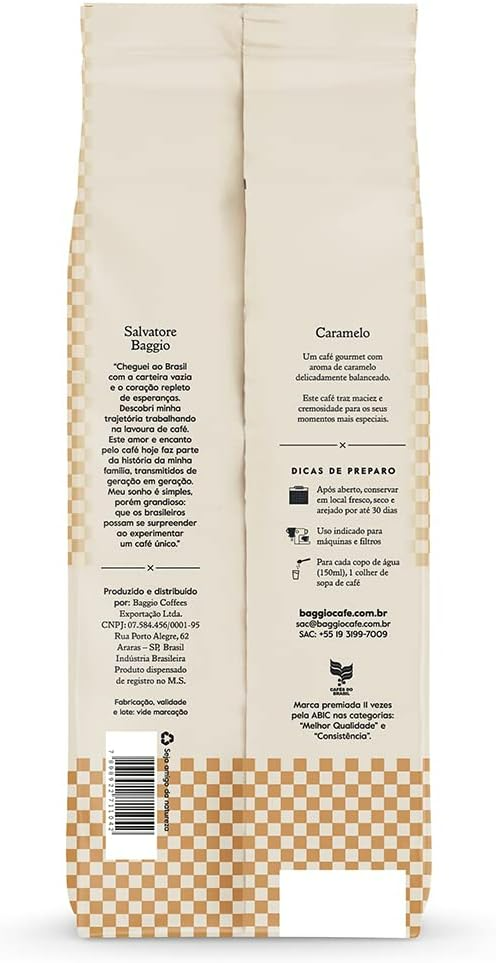 Salvatore
Baggio
"Cheguei ao Brasil
com a carteira vazia
e o coração repleto
de esperanças.
Descobri minha
trajetória trabalhando
na lavoura de café.
Este amor e encanto
pelo café hoje faz parte
da história da minha
família, transmitidos de
geração em geração.
Meu sonho é simples,
porém grandioso:
que os brasileiros
possam se surpreender
ao experimentar
um café único."
Produzido e distribuído
por: Baggio Coffees
Exportação Ltda.
CNPJ: 07.584.456/0001-95
Rua Porto Alegre, 62
Araras – SP, Brasil
Indústria Brasileira
Produto dispensado
de registro no M.S.
Fabricação, validade
e lote: vide marcação
7 898922 711042
Seja amigo da natureza
Caramelo
Um café gourmet com
aroma de caramelo
delicadamente balanceado.
Este café traz maciez e
cremosidade para os seus
momentos mais especiais.
DICAS DE PREPARO
Após aberto, conservar
em local fresco, seco e
arejado por até 30 dias
Uso indicado para
máquinas e filtros
Para cada copo de água
(150ml), 1 colher de
sopa de café
baggiocafe.com.br
sac@baggiocafe.com.br
SAC: +55 19 3199-7009
CAFÉS DO
BRASIL
Marca premiada 11 vezes
pela ABIC nas categorias:
"Melhor Qualidade" e
"Consistência".